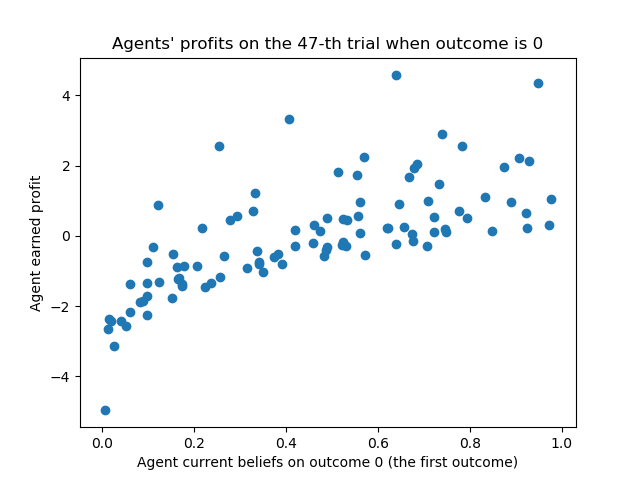 Agents' profits on the 47-th trial when outcome is 0
Agent earned profit
4
2
0
−2
−4
0.0 0.2 0.4 0.6 0.8 1.0
Agent current beliefs on outcome 0 (the first outcome)